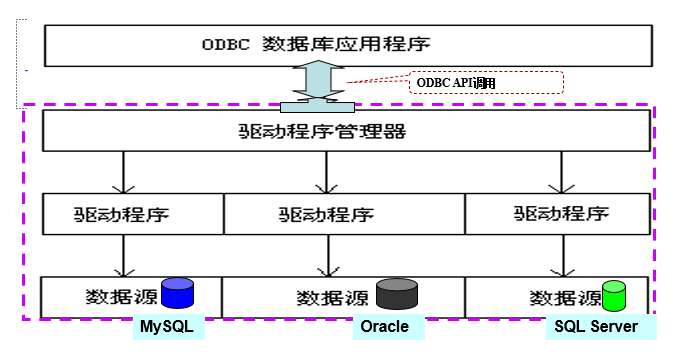 ODBC 数据库应用程序
ODBC API调用
驱动程序管理器
驱动程序 驱动程序 驱动程序
数据源 数据源 数据源
MySQL Oracle SQL Server